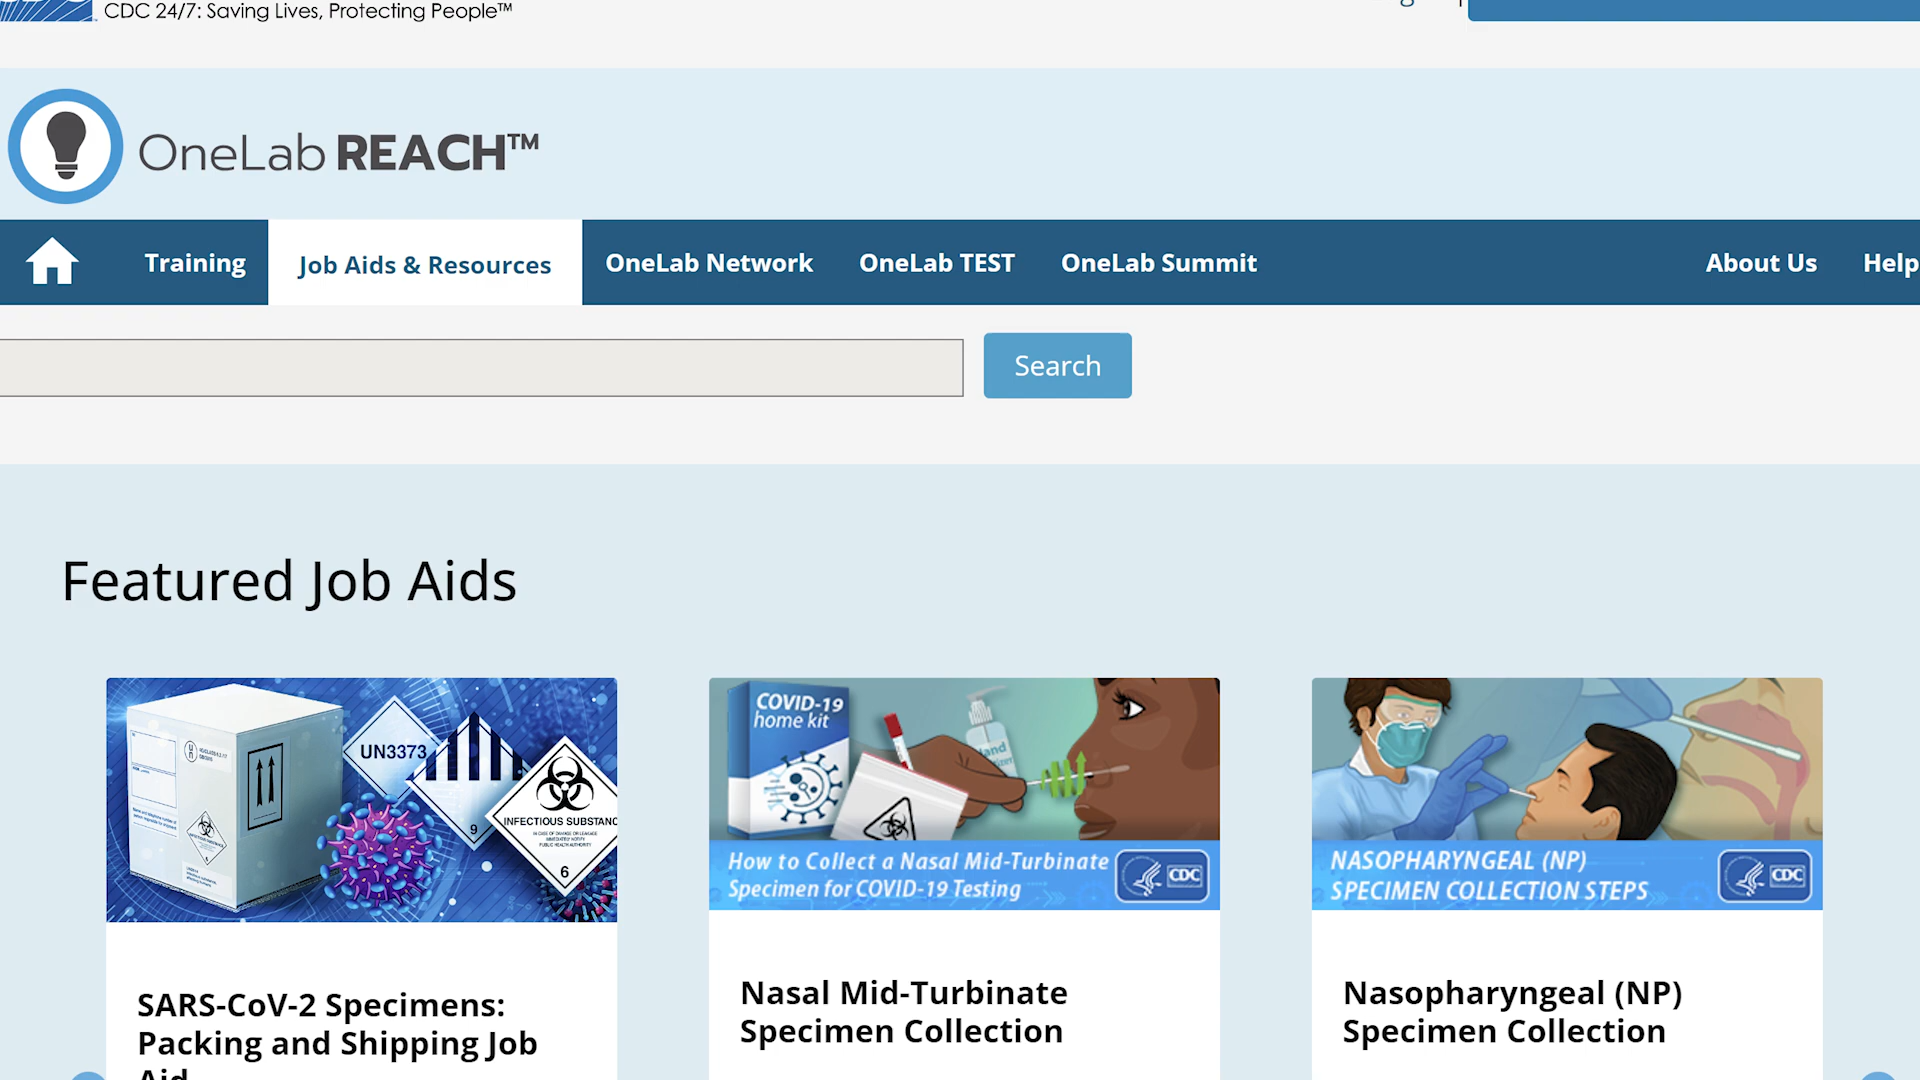 CDC 24/7: Saving Lives, Protecting People™
OneLab REACH™
Training
Job Aids & Resources
OneLab Network
OneLab TEST
OneLab Summit
About Us
Help
Search
Featured Job Aids
UN3373
9
INFECTIOUS SUBSTANC
IN CASE OF DAMAGE OR LEAKAGE
IMMEDIATELY NOTIFY
PUBLIC HEALTH AUTHORITY
6
COVID-19
home kit
How to Collect a Nasal Mid-Turbinate
Specimen for COVID-19 Testing
CDC
NASOPHARYNGEAL (NP)
SPECIMEN COLLECTION STEPS
CDC
SARS-CoV-2 Specimens:
Packing and Shipping Job
Aid
Nasal Mid-Turbinate
Specimen Collection
Nasopharyngeal (NP)
Specimen Collection